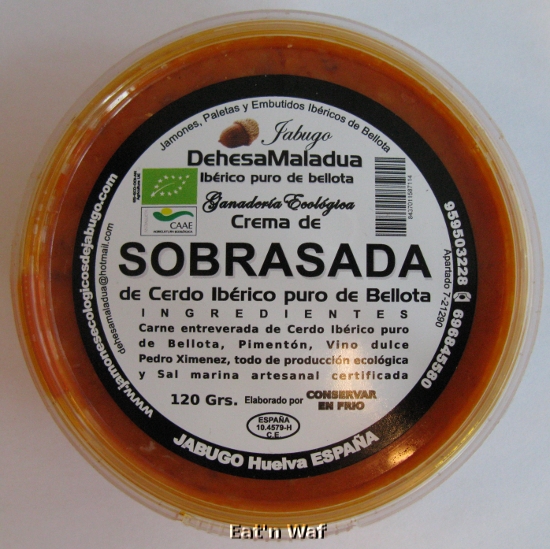 Jamones, Paletas y Embutidos Ibéricos de Bellota
Jabugo
DehesaMaladua
Ibérico puro de bellota
Ganadería Ecológica
CAAE
Crema de
SOBRASADA
de Cerdo Ibérico puro de Bellota
INGREDIENTES
Carne entreverada de Cerdo Ibérico puro
de Bellota, Pimentón, Vino dulce
Pedro Ximenez, todo de producción ecológica
y Sal marina artesanal certificada
120 Grs. Elaborado por CONSERVAR
EN FRIO
ESPAÑA
10.4579-H
C.E
JABUGO Huelva ESPAÑA
www.jamonesecologicosdejabugo.com
dehesamaladua@hotmail.com
8437011587114
959503228 696845580
Apartado 7-21290
Eat'n Waf